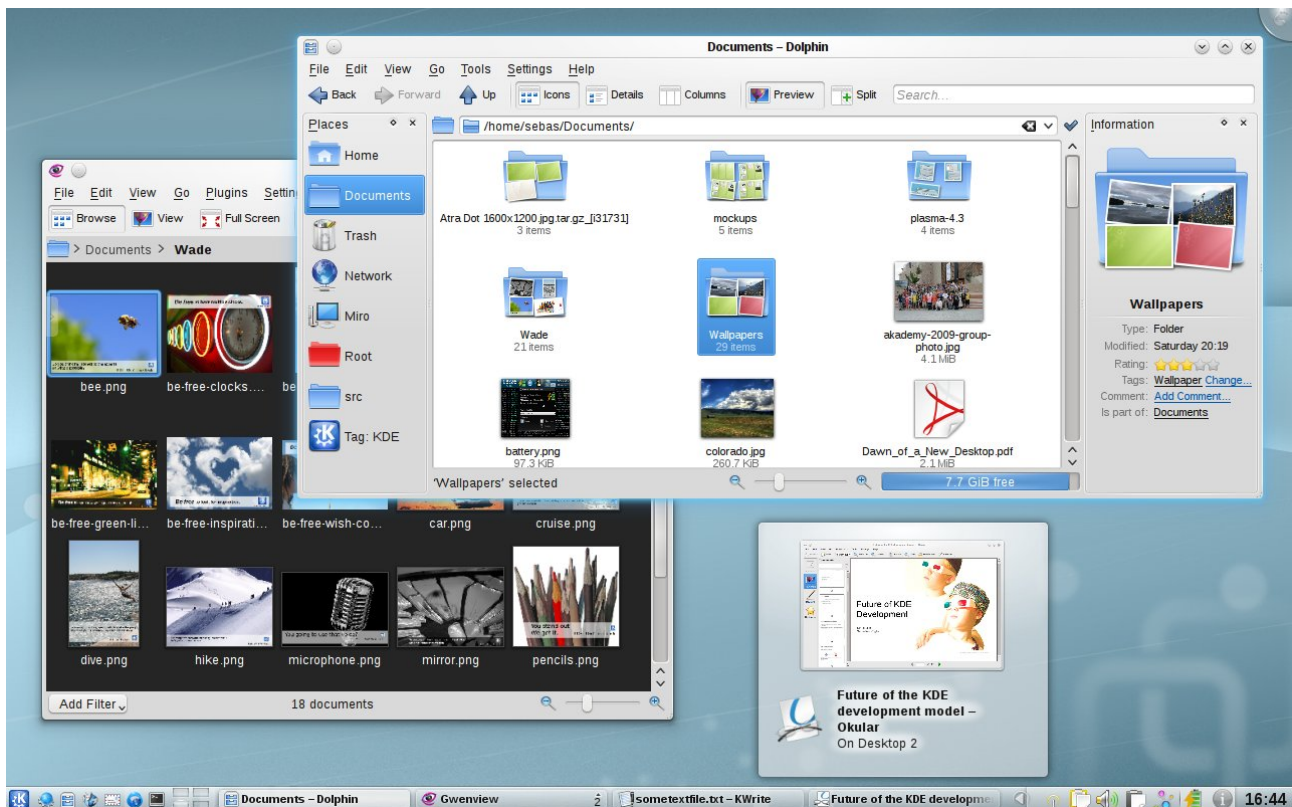 Documents – Dolphin
File Edit View Go Tools Settings Help
Back Forward Up Icons Details Columns Preview Split Search...
Places
/home/sebas/Documents/
Information
Home
Documents
Trash
Network
Miro
Root
src
Tag: KDE
Atra Dot 1600x1200.jpg.tar.gz_[i31731]
3 items
mockups
5 items
plasma-4.3
4 items
Wade
21 items
Wallpapers
29 items
akademy-2009-group-
photo.jpg
4.1 MiB
battery.png
97.3 KiB
colorado.jpg
260.7 KiB
Dawn_of_a_New_Desktop.pdf
2.1 MiB
'Wallpapers' selected
7.7 GiB free
Wallpapers
Type: Folder
Modified: Saturday 20:19
Rating:
Tags: Wallpaper Change...
Comment: Add Comment...
Is part of: Documents
File Edit View Go Plugins Settin
Browse View Full Screen
> Documents > Wade
bee.png
be-free-clocks....
be
be-free-green-li...
be-free-inspirati...
be-free-wish-co...
car.png
cruise.png
dive.png
hike.png
microphone.png
mirror.png
pencils.png
Add Filter
18 documents
Future of KDE
Development
Future of the KDE
development model –
Okular
On Desktop 2
Documents – Dolphin
Gwenview
2
sometextfile.txt – KWrite
Future of the KDE developme
16:44